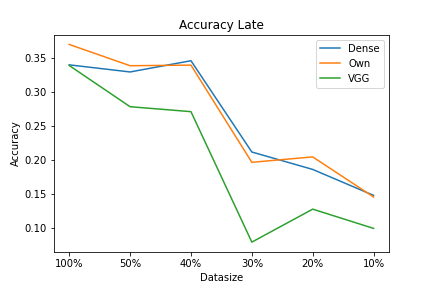 Accuracy Late
Dense
Own
VGG
0.35
0.30
0.25
0.20
0.15
0.10
Accuracy
100% 50% 40% 30% 20% 10%
Datasize